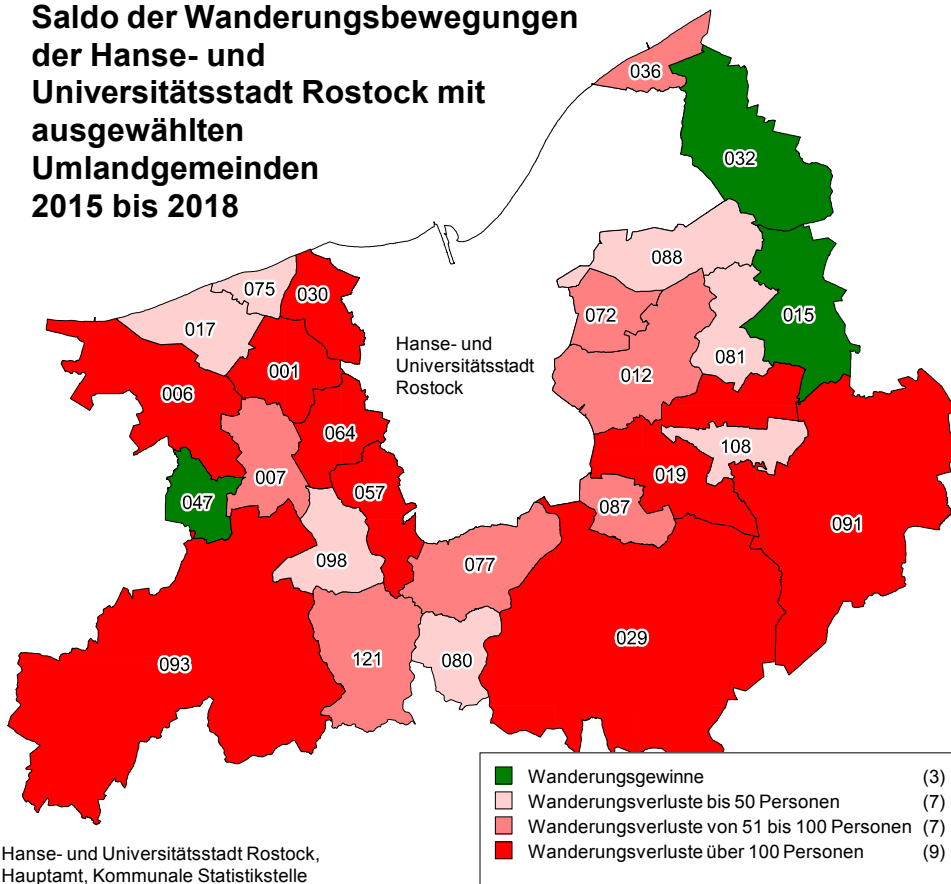 Saldo der Wanderungsbewegungen
der Hanse- und
Universitätsstadt Rostock mit
ausgewählten
Umlandgemeinden
2015 bis 2018
036
032
088
075
030
017
072
015
Hanse- und
Universitätsstadt
Rostock
081
001
012
006
064
108
007
019
057
047
087
091
098
077
029
093
121
080
Wanderungsgewinne (3)
Wanderungsverluste bis 50 Personen (7)
Wanderungsverluste von 51 bis 100 Personen (7)
Wanderungsverluste über 100 Personen (9)
Hanse- und Universitätsstadt Rostock,
Hauptamt, Kommunale Statistikstelle